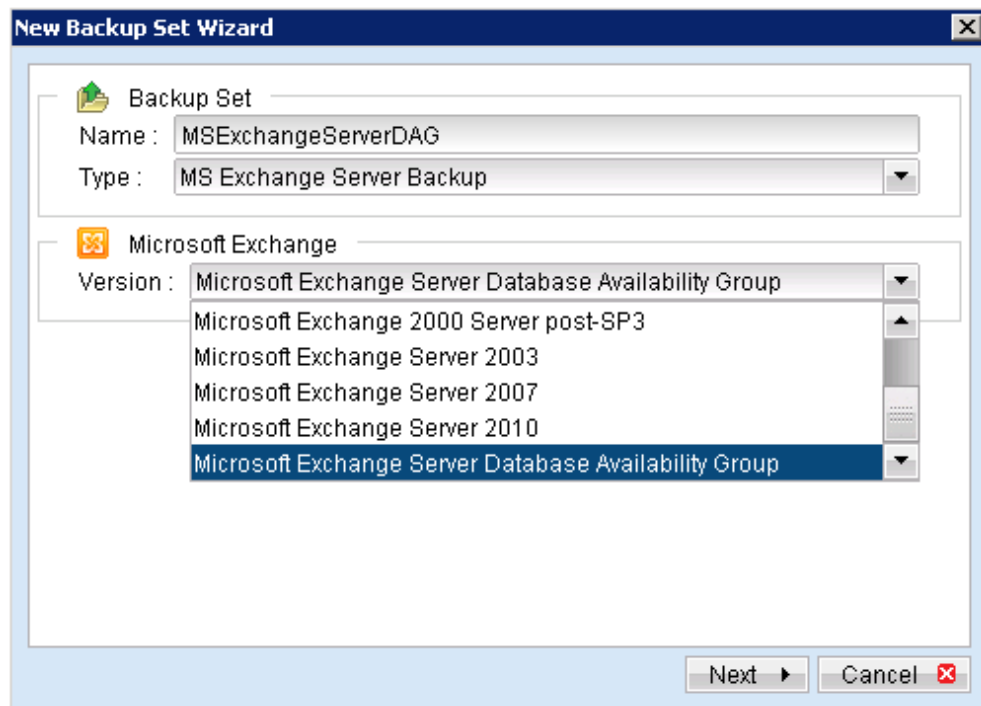 New Backup Set Wizard
Backup Set
Name : MSExchangeServerDAG
Type : MS Exchange Server Backup
Microsoft Exchange
Version : Microsoft Exchange Server Database Availability Group
Microsoft Exchange 2000 Server post-SP3
Microsoft Exchange Server 2003
Microsoft Exchange Server 2007
Microsoft Exchange Server 2010
Microsoft Exchange Server Database Availability Group
Next Cancel